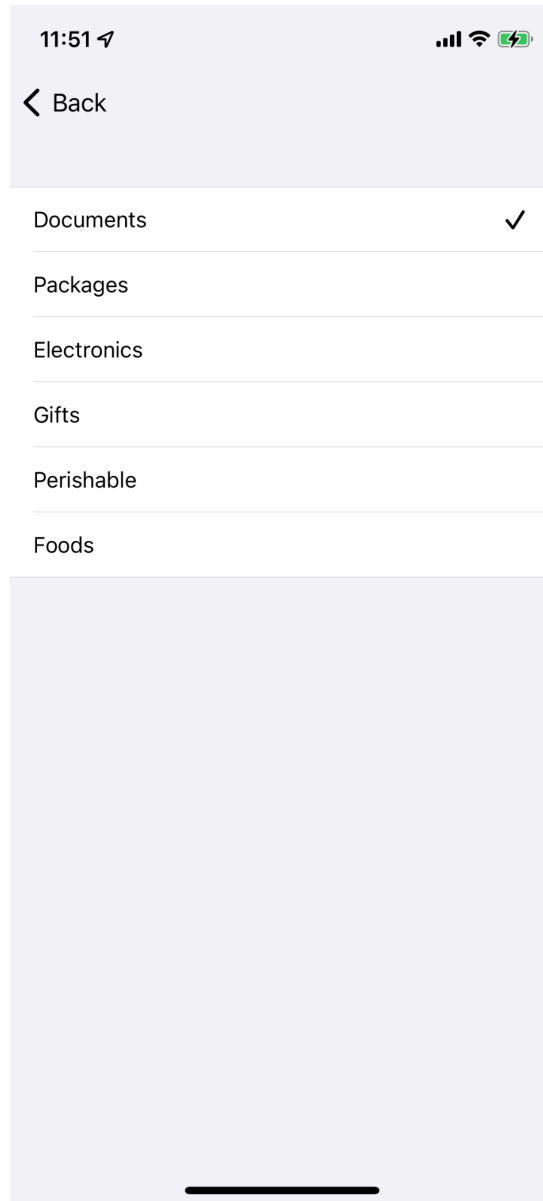 11:51
Back
Documents
Packages
Electronics
Gifts
Perishable
Foods